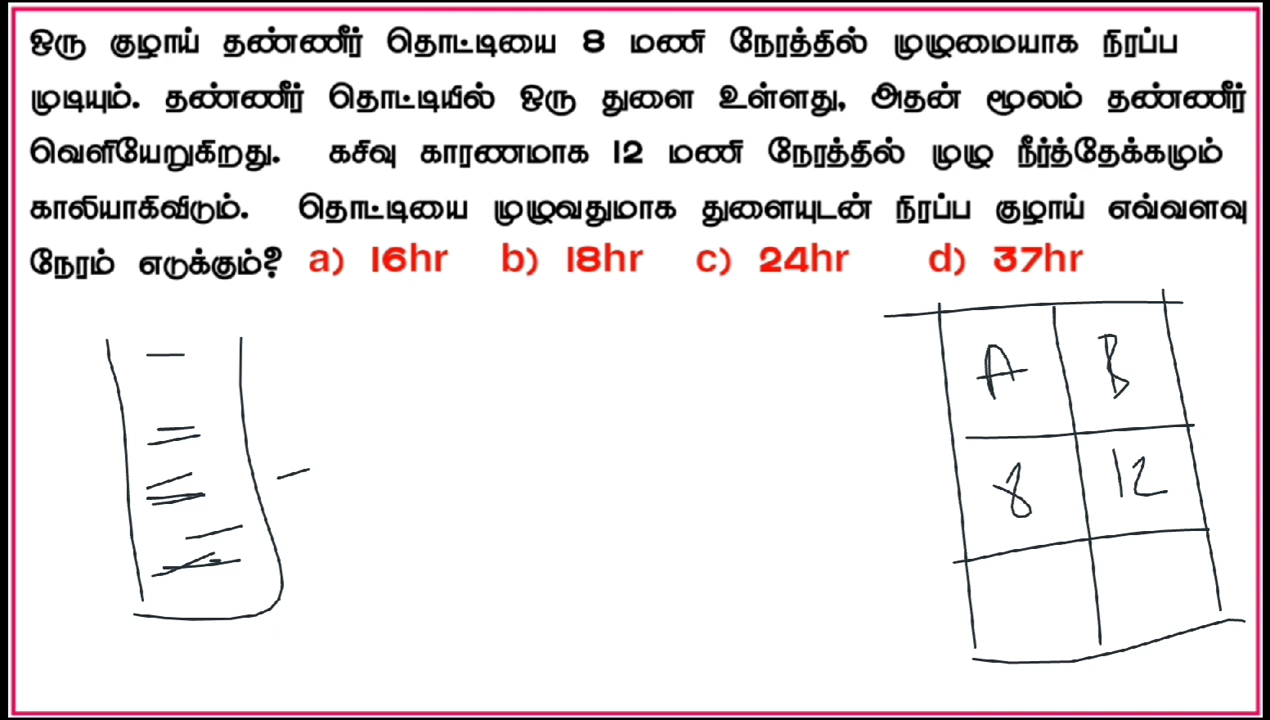 ஒரு குழாய் தண்ணீர் தொட்டியை 8 மணி நேரத்தில் முழுமையாக நிரப்ப
முடியும். தண்ணீர் தொட்டியில் ஒரு துளை உள்ளது, அதன் மூலம் தண்ணீர்
வெளியேறுகிறது. கசிவு காரணமாக 12 மணி நேரத்தில் முழு நீர்த்தேக்கமும்
காலியாகிவிடும். தொட்டியை முழுவதுமாக துளையுடன் நிரப்ப குழாய் எவ்வளவு
நேரம் எடுக்கும்? a) 16hr b) 18hr c) 24hr d) 37hr
A B
8 12